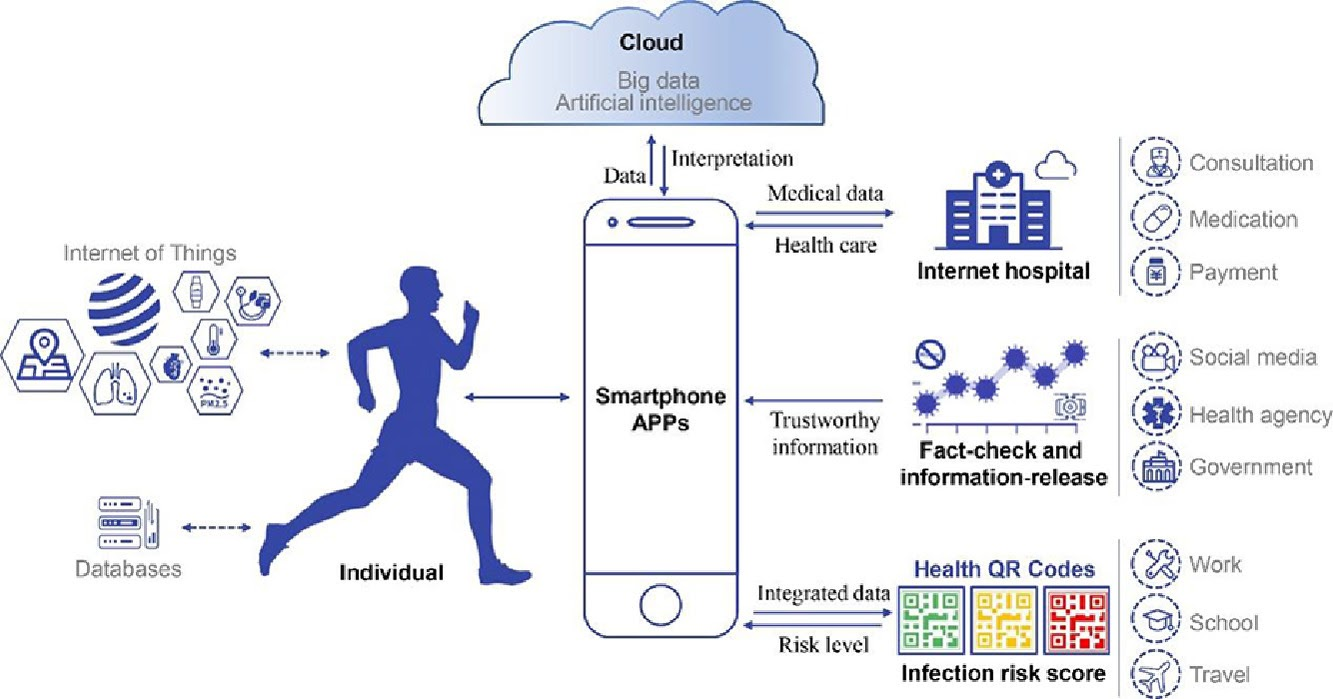 Cloud
Big data
Artificial intelligence
Data
Interpretation
Medical data
Health care
Internet hospital
Consultation
Medication
Payment
Internet of Things
PM2.5
Smartphone
APPs
Trustworthy
information
Fact-check and
information-release
Social media
Health agency
Government
Databases
Individual
Integrated data
Risk level
Health QR Codes
Infection risk score
Work
School
Travel